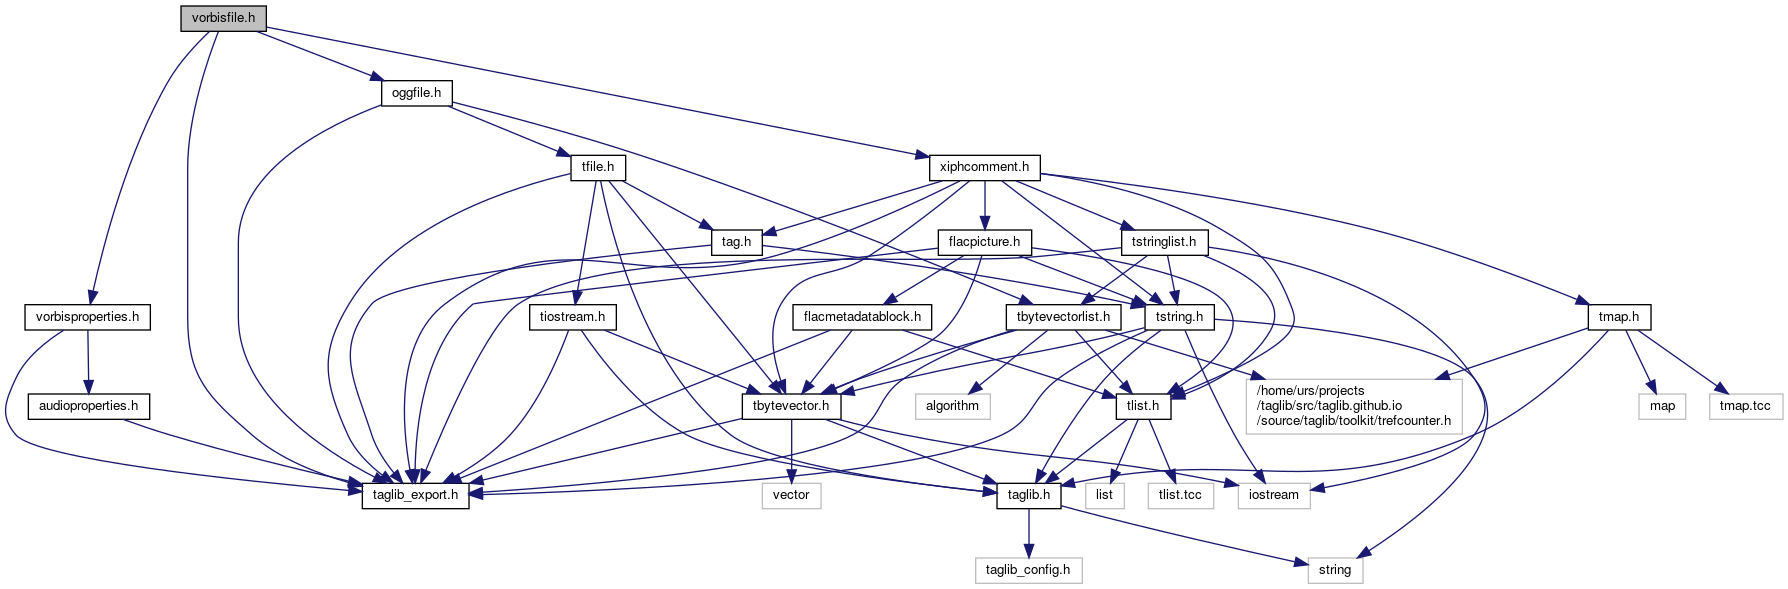 vorbisfile.h
oggfile.h
tfile.h
xiphcomment.h
tag.h
flacpicture.h
tstringlist.h
vorbisproperties.h
tiostream.h
flacmetadatablock.h
tbytevectorlist.h
tstring.h
tmap.h
audioproperties.h
tbytevector.h
algorithm
tlist.h
/home/urs/projects
/taglib/src/taglib.github.io
/source/taglib/toolkit/trefcounter.h
map
tmap.tcc
taglib_export.h
vector
taglib.h
list
tlist.tcc
iostream
taglib_config.h
string